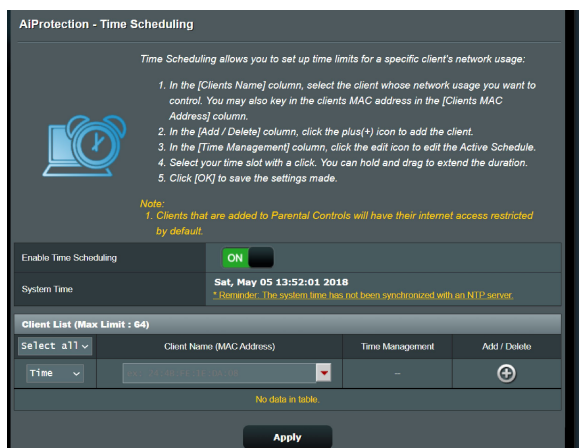 AiProtection - Time Scheduling
Time Scheduling allows you to set up time limits for a specific client's network usage:
1. In the [Clients Name] column, select the client whose network usage you want to
control. You may also key in the clients MAC address in the [Clients MAC
Address] column.
2. In the [Add / Delete] column, click the plus(+) icon to add the client.
3. In the [Time Management] column, click the edit icon to edit the Active Schedule.
4. Select your time slot with a click. You can hold and drag to extend the duration.
5. Click [OK] to save the settings made.
Note:
1. Clients that are added to Parental Controls will have their internet access restricted
by default.
Enable Time Scheduling ON
System Time Sat, May 05 13:52:01 2018
* Reminder: The system time has not been synchronized with an NTP server.
Client List (Max Limit : 64)
Select all Client Name (MAC Address) Time Management Add / Delete
Time --
No data in table.
Apply